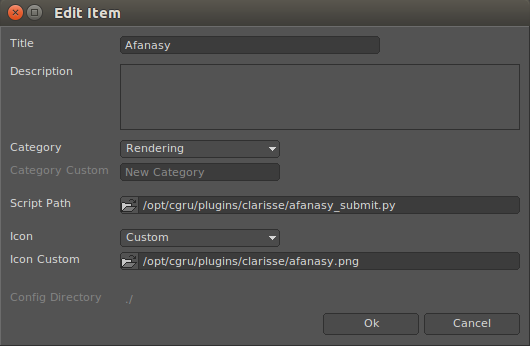 Edit Item
Title Afanasy
Description
Category Rendering
Category Custom New Category
Script Path /opt/cgru/plugins/clarisse/afanasy_submit.py
Icon Custom
Icon Custom /opt/cgru/plugins/clarisse/afanasy.png
Config Directory ./
Ok Cancel